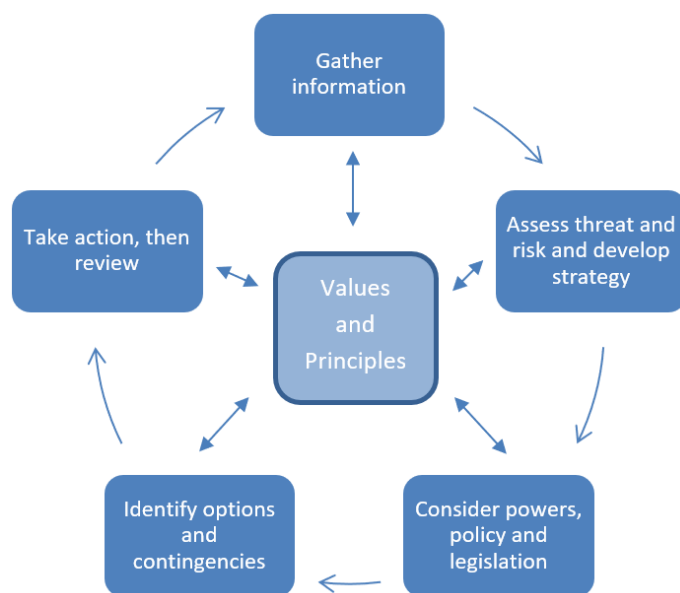 Gather
information
Assess threat and
risk and develop
strategy
Consider powers,
policy and
legislation
Identify options
and
contingencies
Take action, then
review
Values
and
Principles